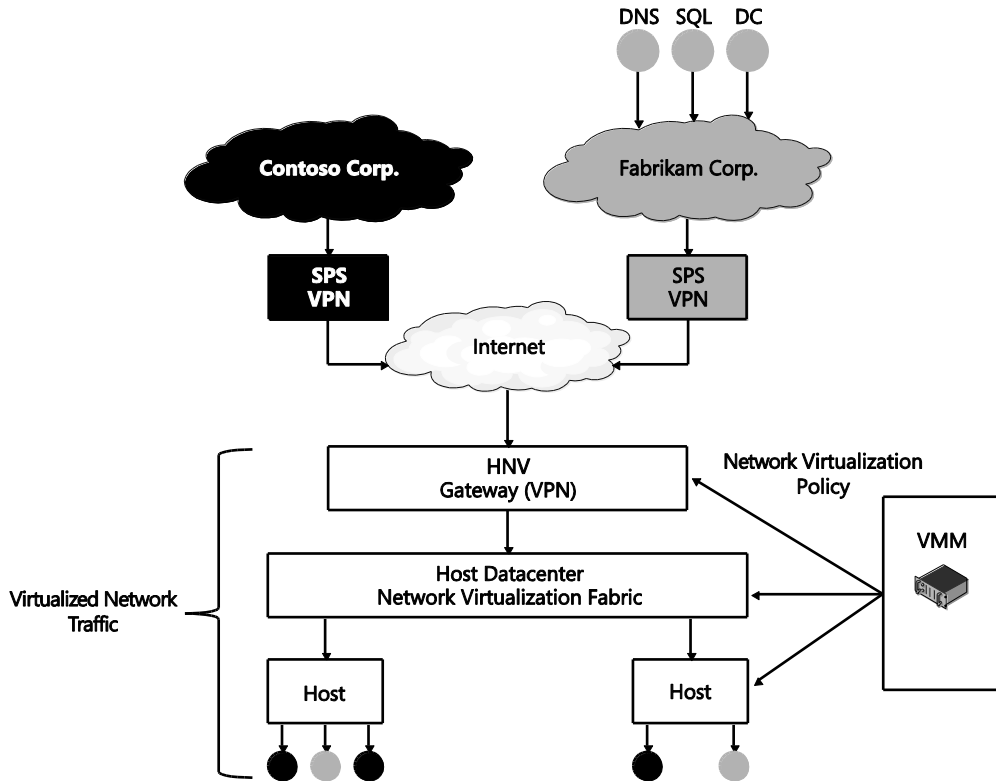 DNS SQL DC
Contoso Corp.
Fabrikam Corp.
SPS
VPN
SPS
VPN
Internet
HNV
Gateway (VPN)
Network Virtualization
Policy
VMM
Host Datacenter
Network Virtualization Fabric
Virtualized Network
Traffic
Host
Host